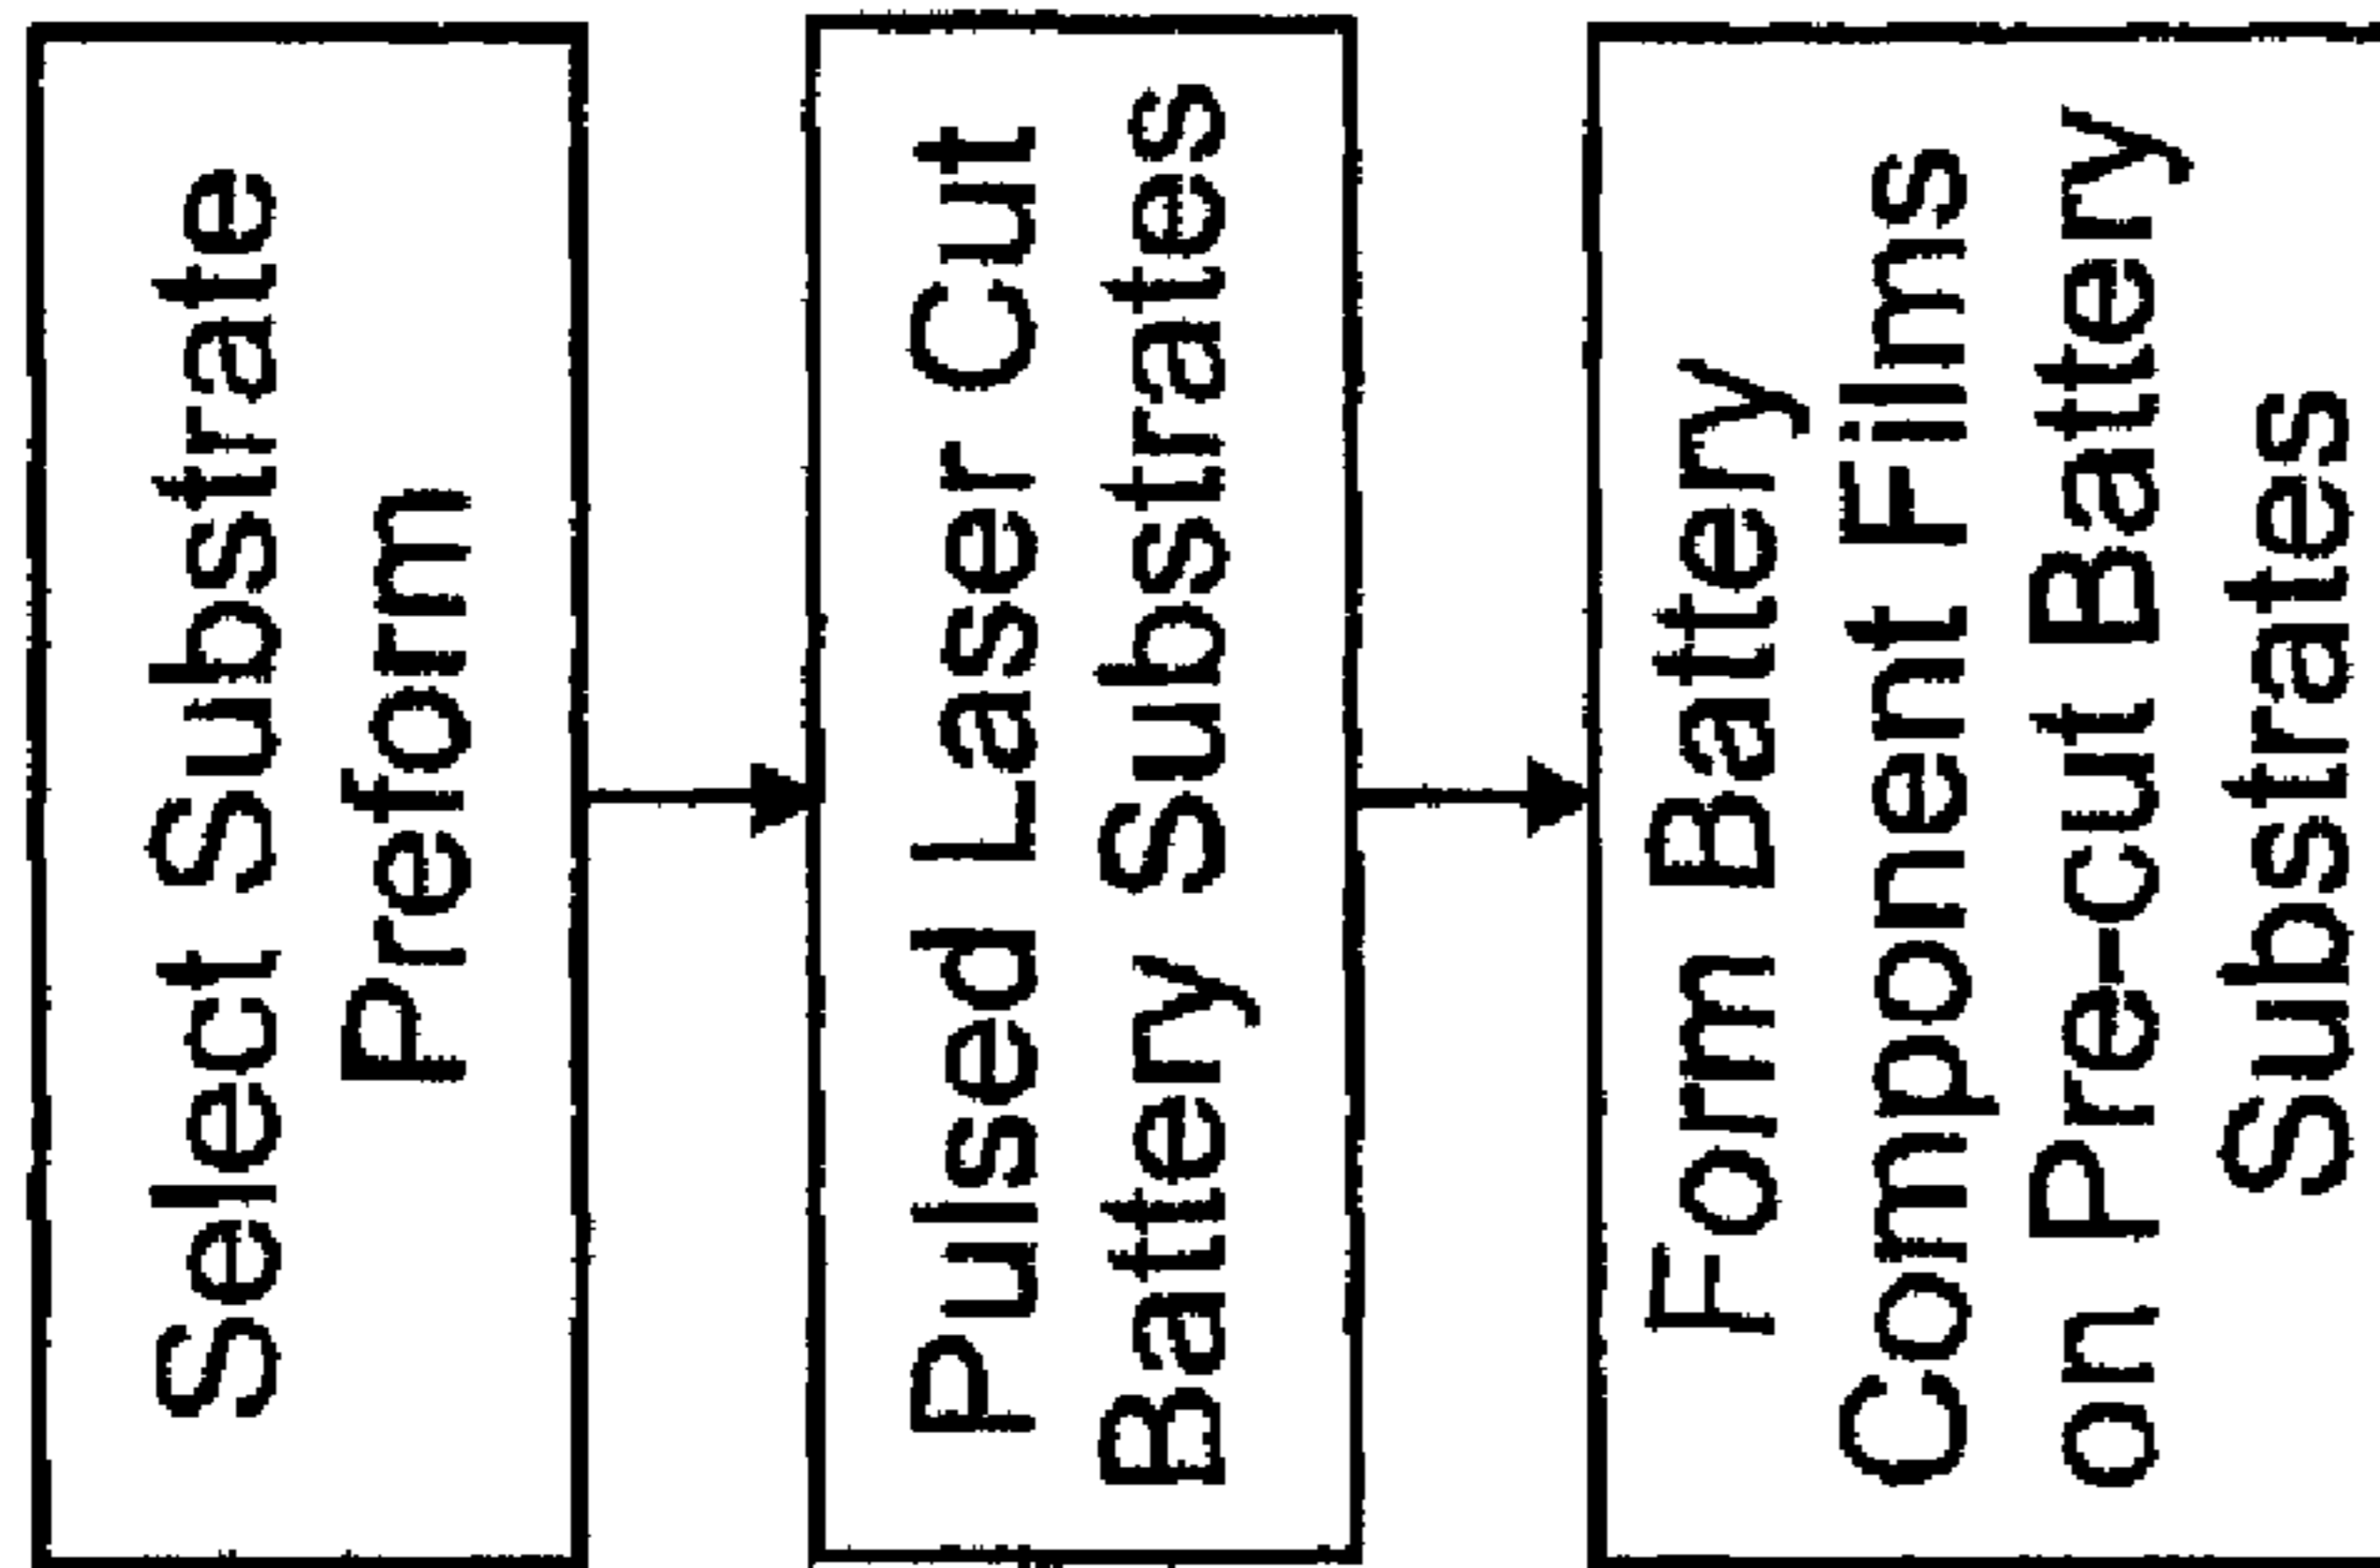 Select Substrate
Preform
Pulsed Laser Cut
Battery Substrates
Form Battery
Component Films
on Pre-cut Battery
Substrates